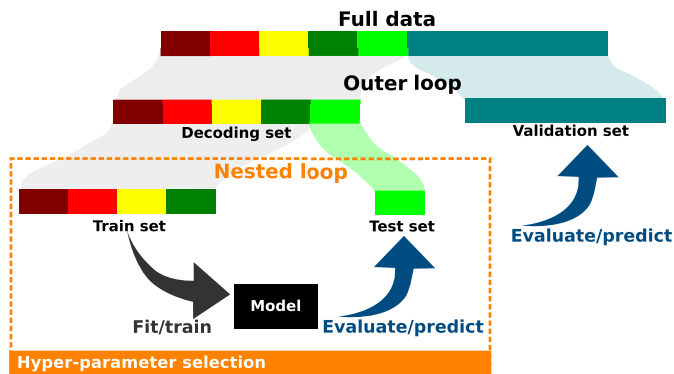 Full data
Outer loop
Decoding set
Validation set
Nested loop
Train set
Test set
Evaluate/predict
Model
Fit/train
Evaluate/predict
Hyper-parameter selection